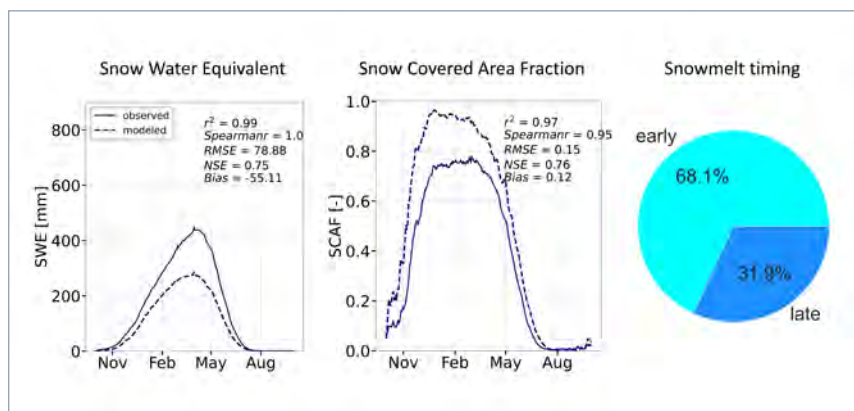 Snow Water Equivalent
Snow Covered Area Fraction
Snowmelt timing
observed
modeled
r² = 0.99
Spearmanr = 1.0
RMSE = 78.88
NSE = 0.75
Bias = -55.11
SWE [mm]
800
600
400
200
0
Nov
Feb
May
Aug
r² = 0.97
Spearmanr = 0.95
RMSE = 0.15
NSE = 0.76
Bias = 0.12
SCAF [-]
1.0
0.8
0.6
0.4
0.2
0.0
Nov
Feb
May
Aug
early
68.1%
31.9%
late